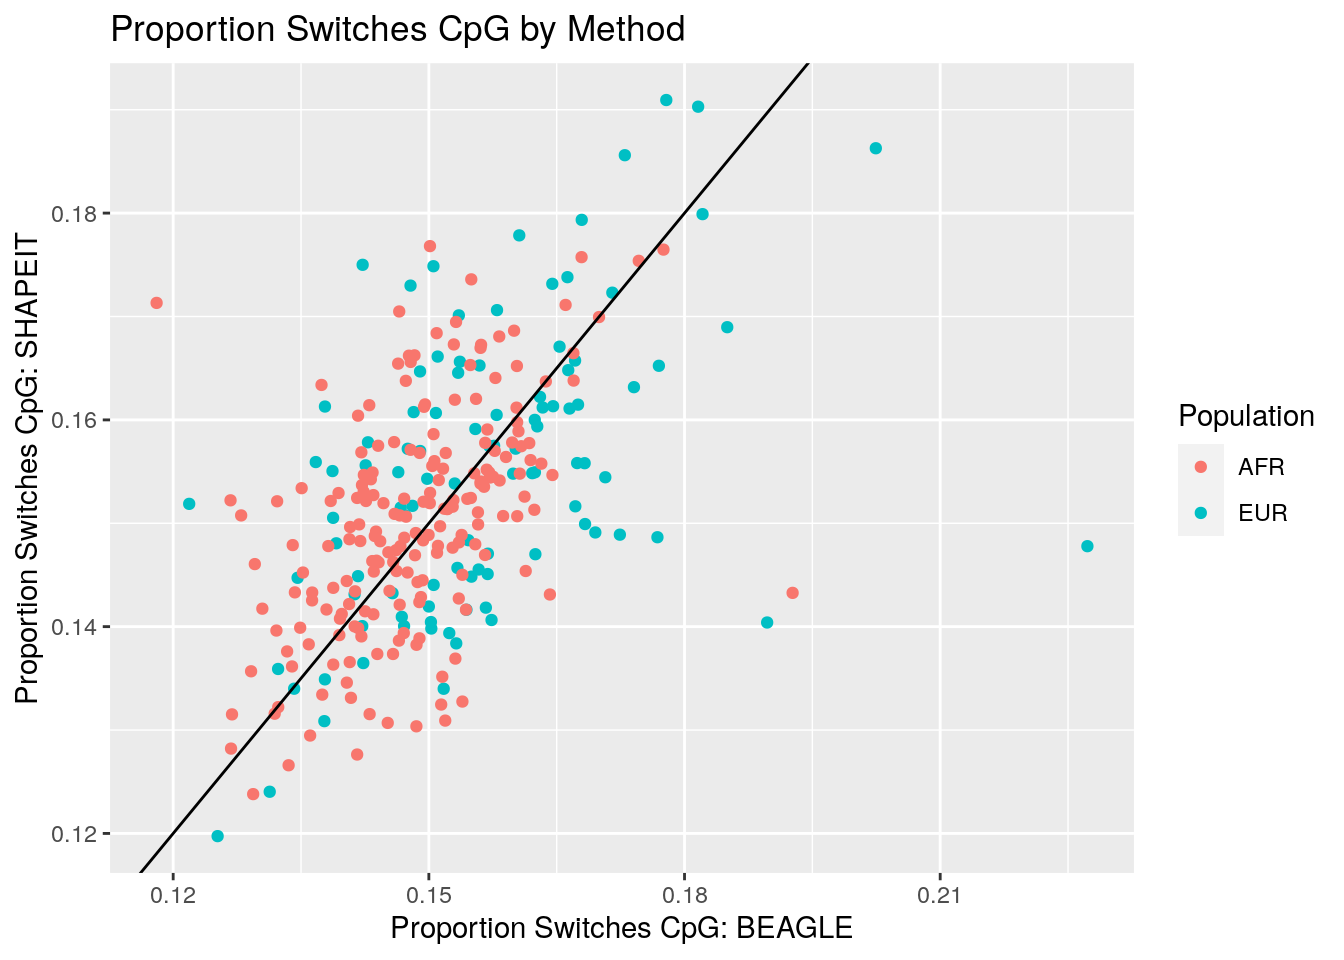 Proportion Switches CpG by Method
Proportion Switches CpG: SHAPEIT
0.18
0.16
0.14
0.12
0.12 0.15 0.18 0.21
Proportion Switches CpG: BEAGLE
Population
AFR
EUR